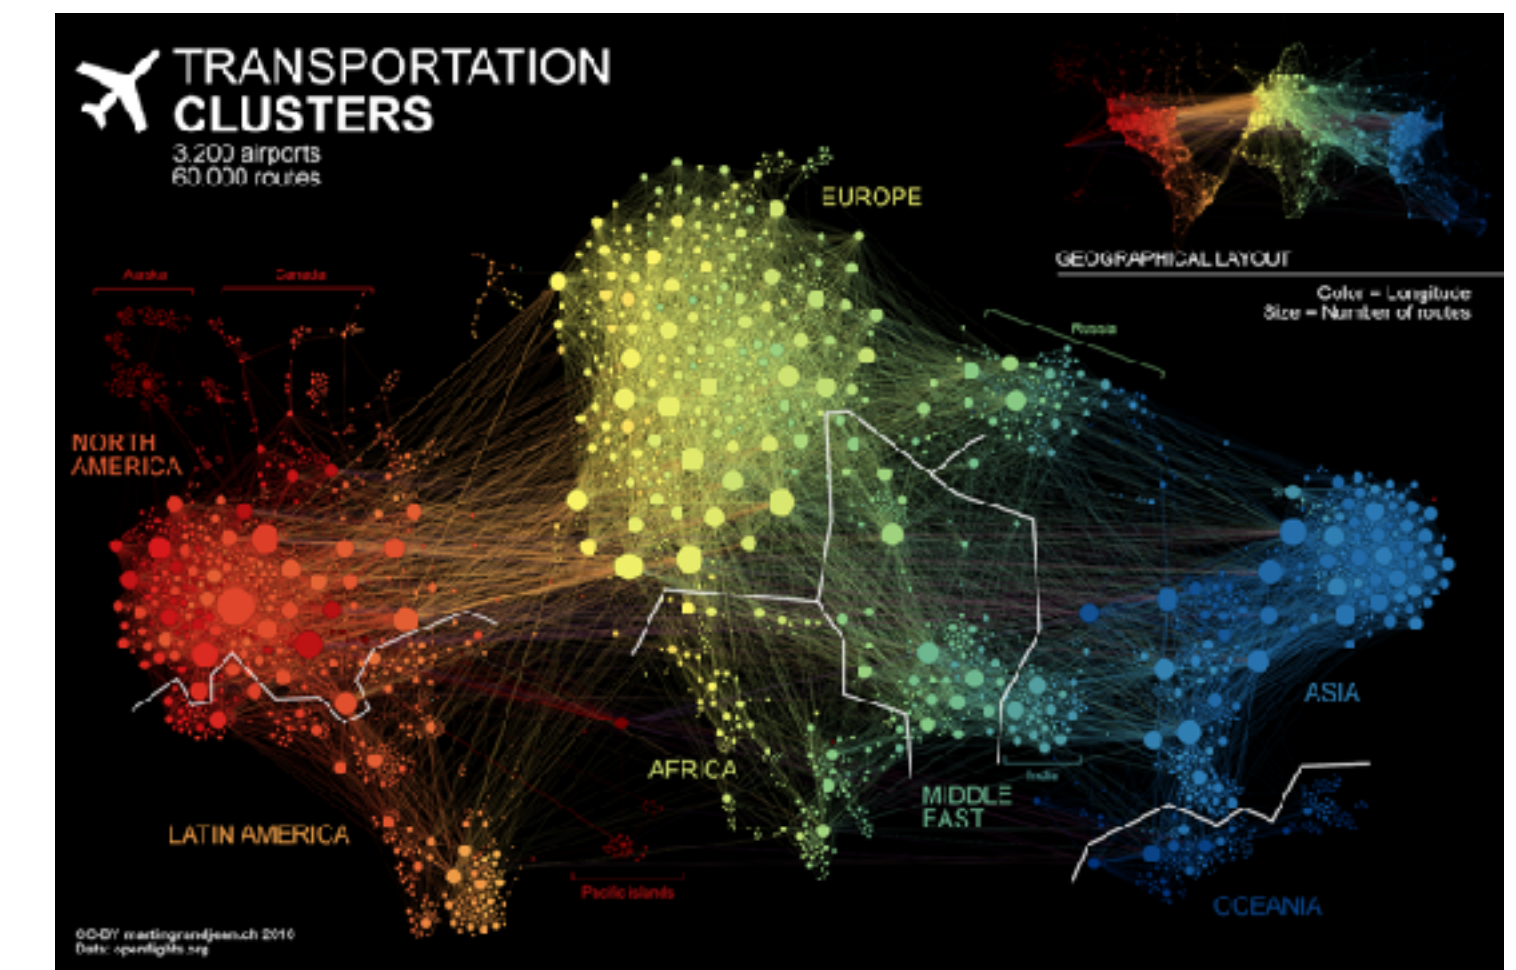 TRANSPORTATION
CLUSTERS
3.200 airports
60.000 routes
EUROPE
GEOGRAPHICAL LAYOUT
Color = Longitude
Size = Number of routes
Alaska
Canada
Russia
NORTH
AMERICA
ASIA
AFRICA
India
MIDDLE
EAST
LATIN AMERICA
Pacific islands
OCEANIA
CC-BY martingrandjean.ch 2016
Data: openflights.org